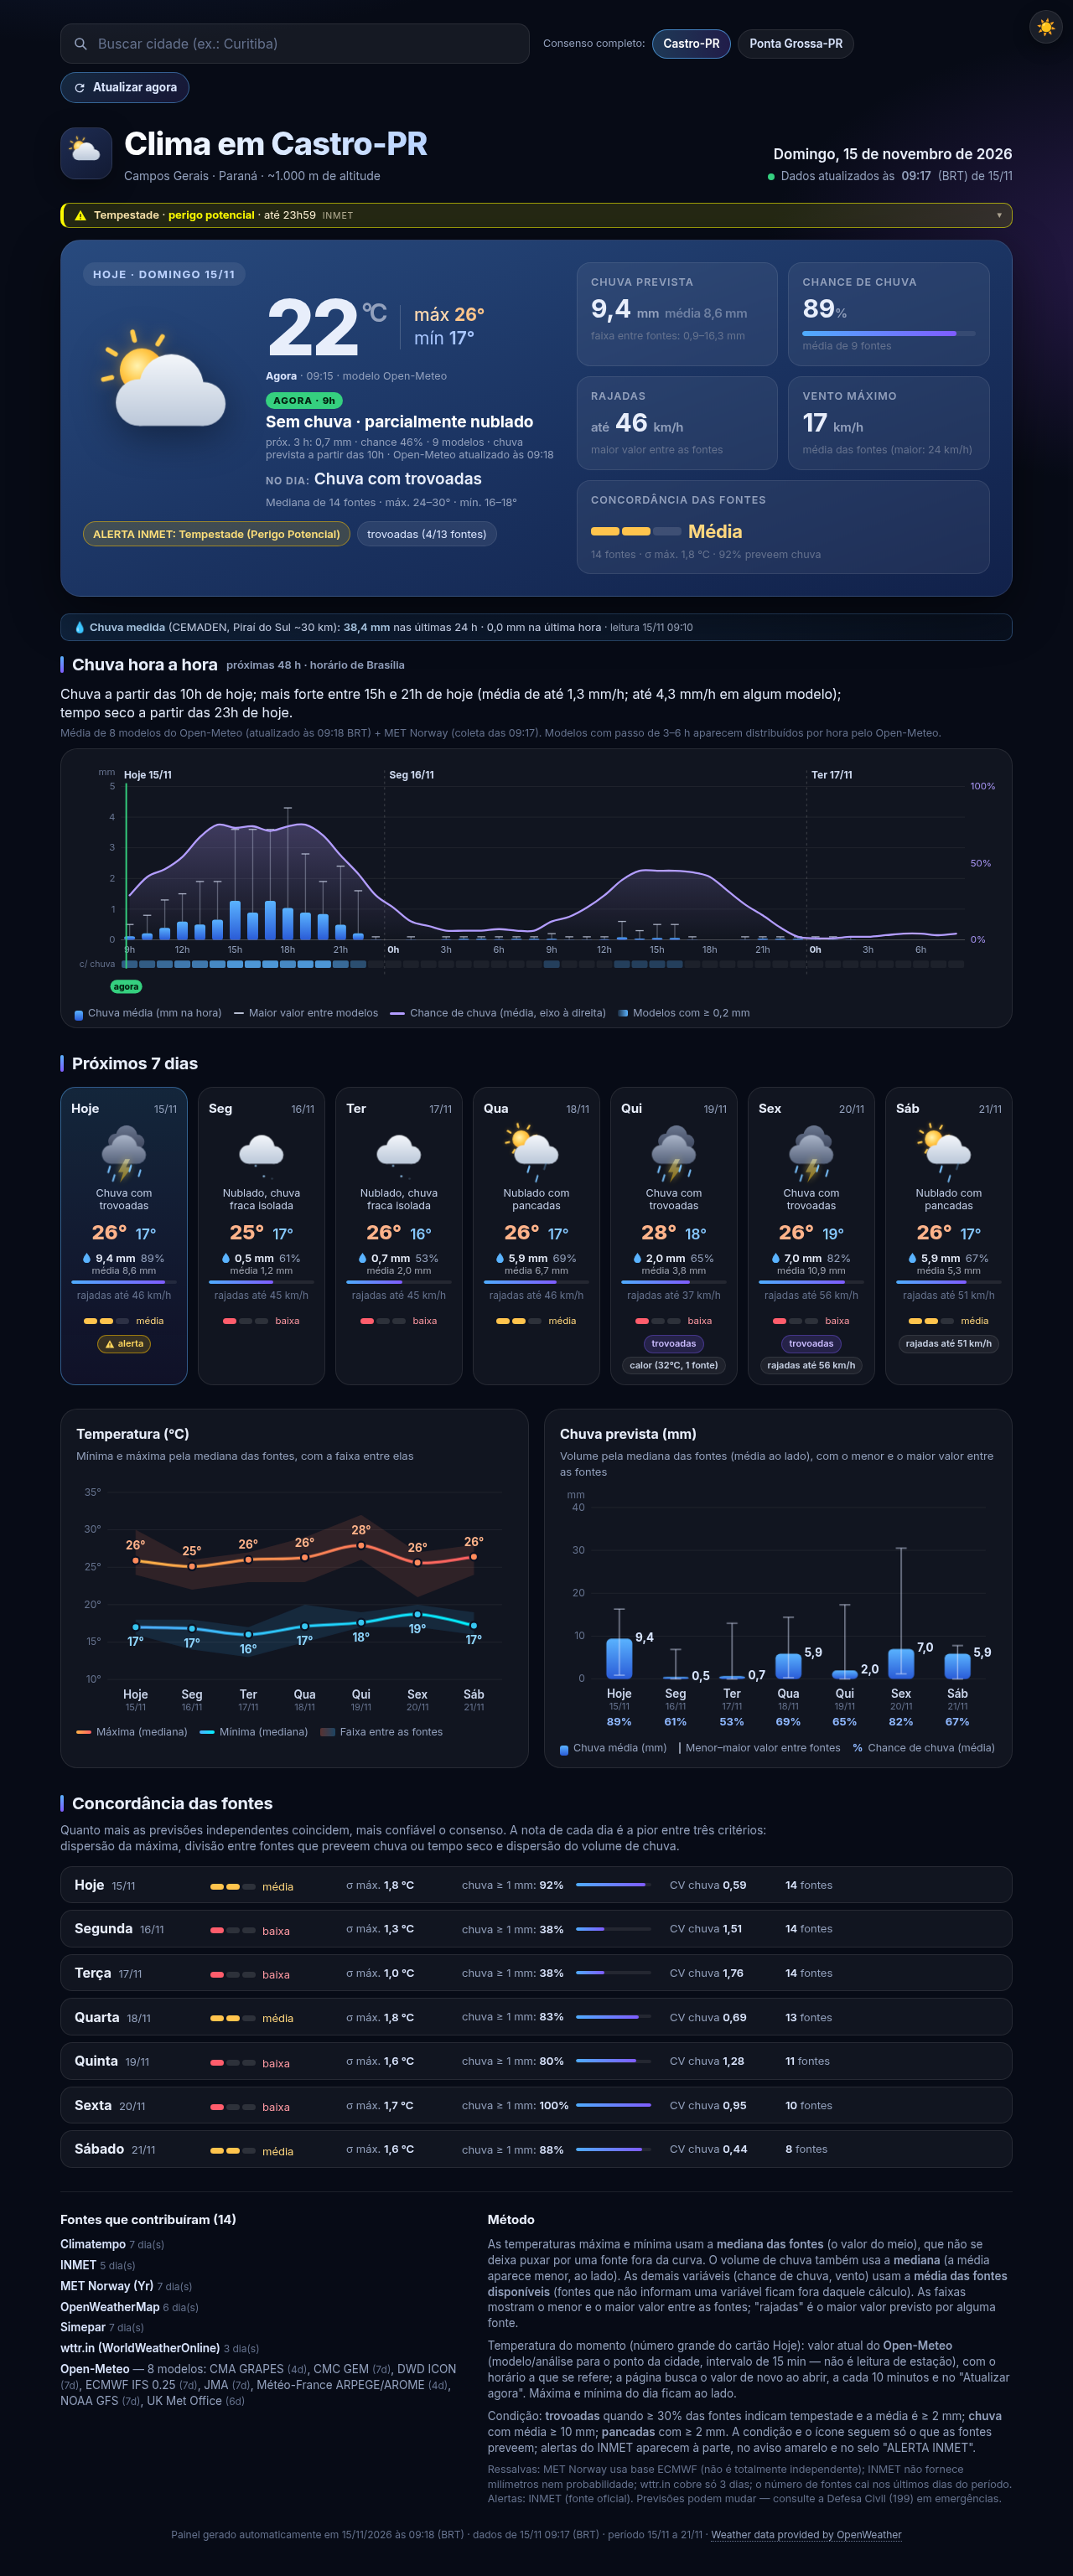 Buscar cidade (ex.: Curitiba)
Consenso completo: Castro-PR Ponta Grossa-PR
Atualizar agora
Clima em Castro-PR
Campos Gerais · Paraná · ~1.000 m de altitude
Domingo, 15 de novembro de 2026
Dados atualizados às 09:17 (BRT) de 15/11
Tempestade · perigo potencial · até 23h59 INMET
HOJE · DOMINGO 15/11
22°C
máx 26°
mín 17°
Agora · 09:15 · modelo Open-Meteo
AGORA · 9h
Sem chuva · parcialmente nublado
próx. 3 h: 0,7 mm · chance 46% · 9 modelos · chuva
prevista a partir das 10h · Open-Meteo atualizado às 09:18
NO DIA: Chuva com trovoadas
Mediana de 14 fontes · máx. 24–30° · mín. 16–18°
ALERTA INMET: Tempestade (Perigo Potencial)
trovoadas (4/13 fontes)
CHUVA PREVISTA
9,4 mm média 8,6 mm
faixa entre fontes: 0,9–16,3 mm
CHANCE DE CHUVA
89%
média de 9 fontes
RAJADAS
até 46 km/h
maior valor entre as fontes
VENTO MÁXIMO
17 km/h
média das fontes (maior: 24 km/h)
CONCORDÂNCIA DAS FONTES
Média
14 fontes · σ máx. 1,8 °C · 92% preveem chuva
Chuva medida (CEMADEN, Piraí do Sul ~30 km): 38,4 mm nas últimas 24 h · 0,0 mm na última hora · leitura 15/11 09:10
Chuva hora a hora próximas 48 h · horário de Brasília
Chuva a partir das 10h de hoje; mais forte entre 15h e 21h de hoje (média de até 1,3 mm/h; até 4,3 mm/h em algum modelo);
tempo seco a partir das 23h de hoje.
Média de 8 modelos do Open-Meteo (atualizado às 09:18 BRT) + MET Norway (coleta das 09:17). Modelos com passo de 3–6 h aparecem distribuídos por hora pelo Open-Meteo.
mm Hoje 15/11 Seg 16/11 Ter 17/11
5 100%
4
3
2 50%
1
0 0%
9h 12h 15h 18h 21h 0h 3h 6h 9h 12h 15h 18h 21h 0h 3h 6h
c/ chuva
agora
Chuva média (mm na hora) Maior valor entre modelos Chance de chuva (média, eixo à direita) Modelos com ≥ 0,2 mm
Próximos 7 dias
Hoje 15/11
Chuva com
trovoadas
26° 17°
9,4 mm 89%
média 8,6 mm
rajadas até 46 km/h
média
alerta
Seg 16/11
Nublado, chuva
fraca isolada
25° 17°
0,5 mm 61%
média 1,2 mm
rajadas até 45 km/h
baixa
Ter 17/11
Nublado, chuva
fraca isolada
26° 16°
0,7 mm 53%
média 2,0 mm
rajadas até 45 km/h
baixa
Qua 18/11
Nublado com
pancadas
26° 17°
5,9 mm 69%
média 6,7 mm
rajadas até 46 km/h
média
Qui 19/11
Chuva com
trovoadas
28° 18°
2,0 mm 65%
média 3,8 mm
rajadas até 37 km/h
baixa
trovoadas
calor (32°C, 1 fonte)
Sex 20/11
Chuva com
trovoadas
26° 19°
7,0 mm 82%
média 10,9 mm
rajadas até 56 km/h
baixa
trovoadas
rajadas até 56 km/h
Sáb 21/11
Nublado com
pancadas
26° 17°
5,9 mm 67%
média 5,3 mm
rajadas até 51 km/h
média
rajadas até 51 km/h
Temperatura (°C)
Mínima e máxima pela mediana das fontes, com a faixa entre elas
35°
30°
25°
20°
15°
10°
26° 25° 26° 26° 28° 26° 26°
17° 17° 16° 17° 18° 19° 17°
Hoje Seg Ter Qua Qui Sex Sáb
15/11 16/11 17/11 18/11 19/11 20/11 21/11
Máxima (mediana) Mínima (mediana) Faixa entre as fontes
Chuva prevista (mm)
Volume pela mediana das fontes (média ao lado), com o menor e o maior valor entre
as fontes
mm
40
30
20
10
0
9,4 0,5 0,7 5,9 2,0 7,0 5,9
Hoje Seg Ter Qua Qui Sex Sáb
15/11 16/11 17/11 18/11 19/11 20/11 21/11
89% 61% 53% 69% 65% 82% 67%
Chuva média (mm) Menor–maior valor entre fontes % Chance de chuva (média)
Concordância das fontes
Quanto mais as previsões independentes coincidem, mais confiável o consenso. A nota de cada dia é a pior entre três critérios:
dispersão da máxima, divisão entre fontes que preveem chuva ou tempo seco e dispersão do volume de chuva.
Hoje 15/11 média σ máx. 1,8 °C chuva ≥ 1 mm: 92% CV chuva 0,59 14 fontes
Segunda 16/11 baixa σ máx. 1,3 °C chuva ≥ 1 mm: 38% CV chuva 1,51 14 fontes
Terça 17/11 baixa σ máx. 1,0 °C chuva ≥ 1 mm: 38% CV chuva 1,76 14 fontes
Quarta 18/11 média σ máx. 1,8 °C chuva ≥ 1 mm: 83% CV chuva 0,69 13 fontes
Quinta 19/11 baixa σ máx. 1,6 °C chuva ≥ 1 mm: 80% CV chuva 1,28 11 fontes
Sexta 20/11 baixa σ máx. 1,7 °C chuva ≥ 1 mm: 100% CV chuva 0,95 10 fontes
Sábado 21/11 média σ máx. 1,6 °C chuva ≥ 1 mm: 88% CV chuva 0,44 8 fontes
Fontes que contribuíram (14)
Climatempo 7 dia(s)
INMET 5 dia(s)
MET Norway (Yr) 7 dia(s)
OpenWeatherMap 6 dia(s)
Simepar 7 dia(s)
wttr.in (WorldWeatherOnline) 3 dia(s)
Open-Meteo — 8 modelos: CMA GRAPES (4d), CMC GEM (7d), DWD ICON
(7d), ECMWF IFS 0.25 (7d), JMA (7d), Météo-France ARPEGE/AROME (4d),
NOAA GFS (7d), UK Met Office (6d)
Método
As temperaturas máxima e mínima usam a mediana das fontes (o valor do meio), que não se
deixa puxar por uma fonte fora da curva. O volume de chuva também usa a mediana (a média
aparece menor, ao lado). As demais variáveis (chance de chuva, vento) usam a média das fontes
disponíveis (fontes que não informam uma variável ficam fora daquele cálculo). As faixas
mostram o menor e o maior valor entre as fontes; "rajadas" é o maior valor previsto por alguma
fonte.
Temperatura do momento (número grande do cartão Hoje): valor atual do Open-Meteo
(modelo/análise para o ponto da cidade, intervalo de 15 min — não é leitura de estação), com o
horário a que se refere; a página busca o valor de novo ao abrir, a cada 10 minutos e no "Atualizar
agora". Máxima e mínima do dia ficam ao lado.
Condição: trovoadas quando ≥ 30% das fontes indicam tempestade e a média é ≥ 2 mm; chuva
com média ≥ 10 mm; pancadas com ≥ 2 mm. A condição e o ícone seguem só o que as fontes
preveem; alertas do INMET aparecem à parte, no aviso amarelo e no selo "ALERTA INMET".
Ressalvas: MET Norway usa base ECMWF (não é totalmente independente); INMET não fornece
milímetros nem probabilidade; wttr.in cobre só 3 dias; o número de fontes cai nos últimos dias do período.
Alertas: INMET (fonte oficial). Previsões podem mudar — consulte a Defesa Civil (199) em emergências.
Painel gerado automaticamente em 15/11/2026 às 09:18 (BRT) · dados de 15/11 09:17 (BRT) · período 15/11 a 21/11 · Weather data provided by OpenWeather